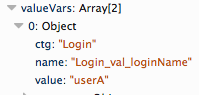 valueVars: Array[2]
0: Object
ctg: "Login"
name: "Login_val_loginName"
value: "userA"